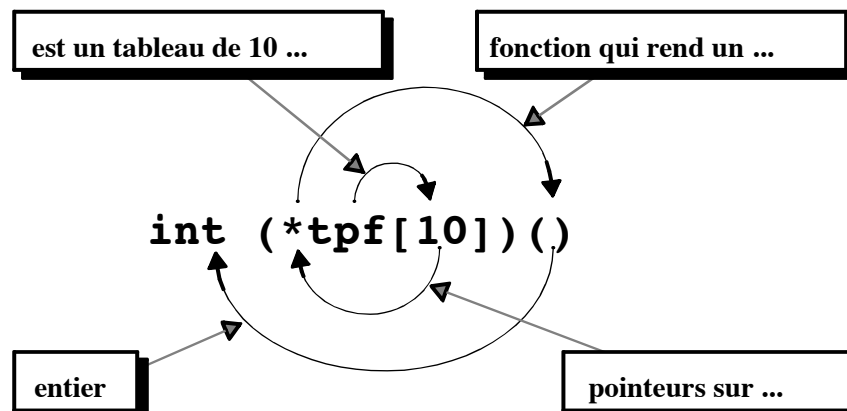 est un tableau de 10 ...
fonction qui rend un ...
int (*tpf[10])()
entier
pointeurs sur ...